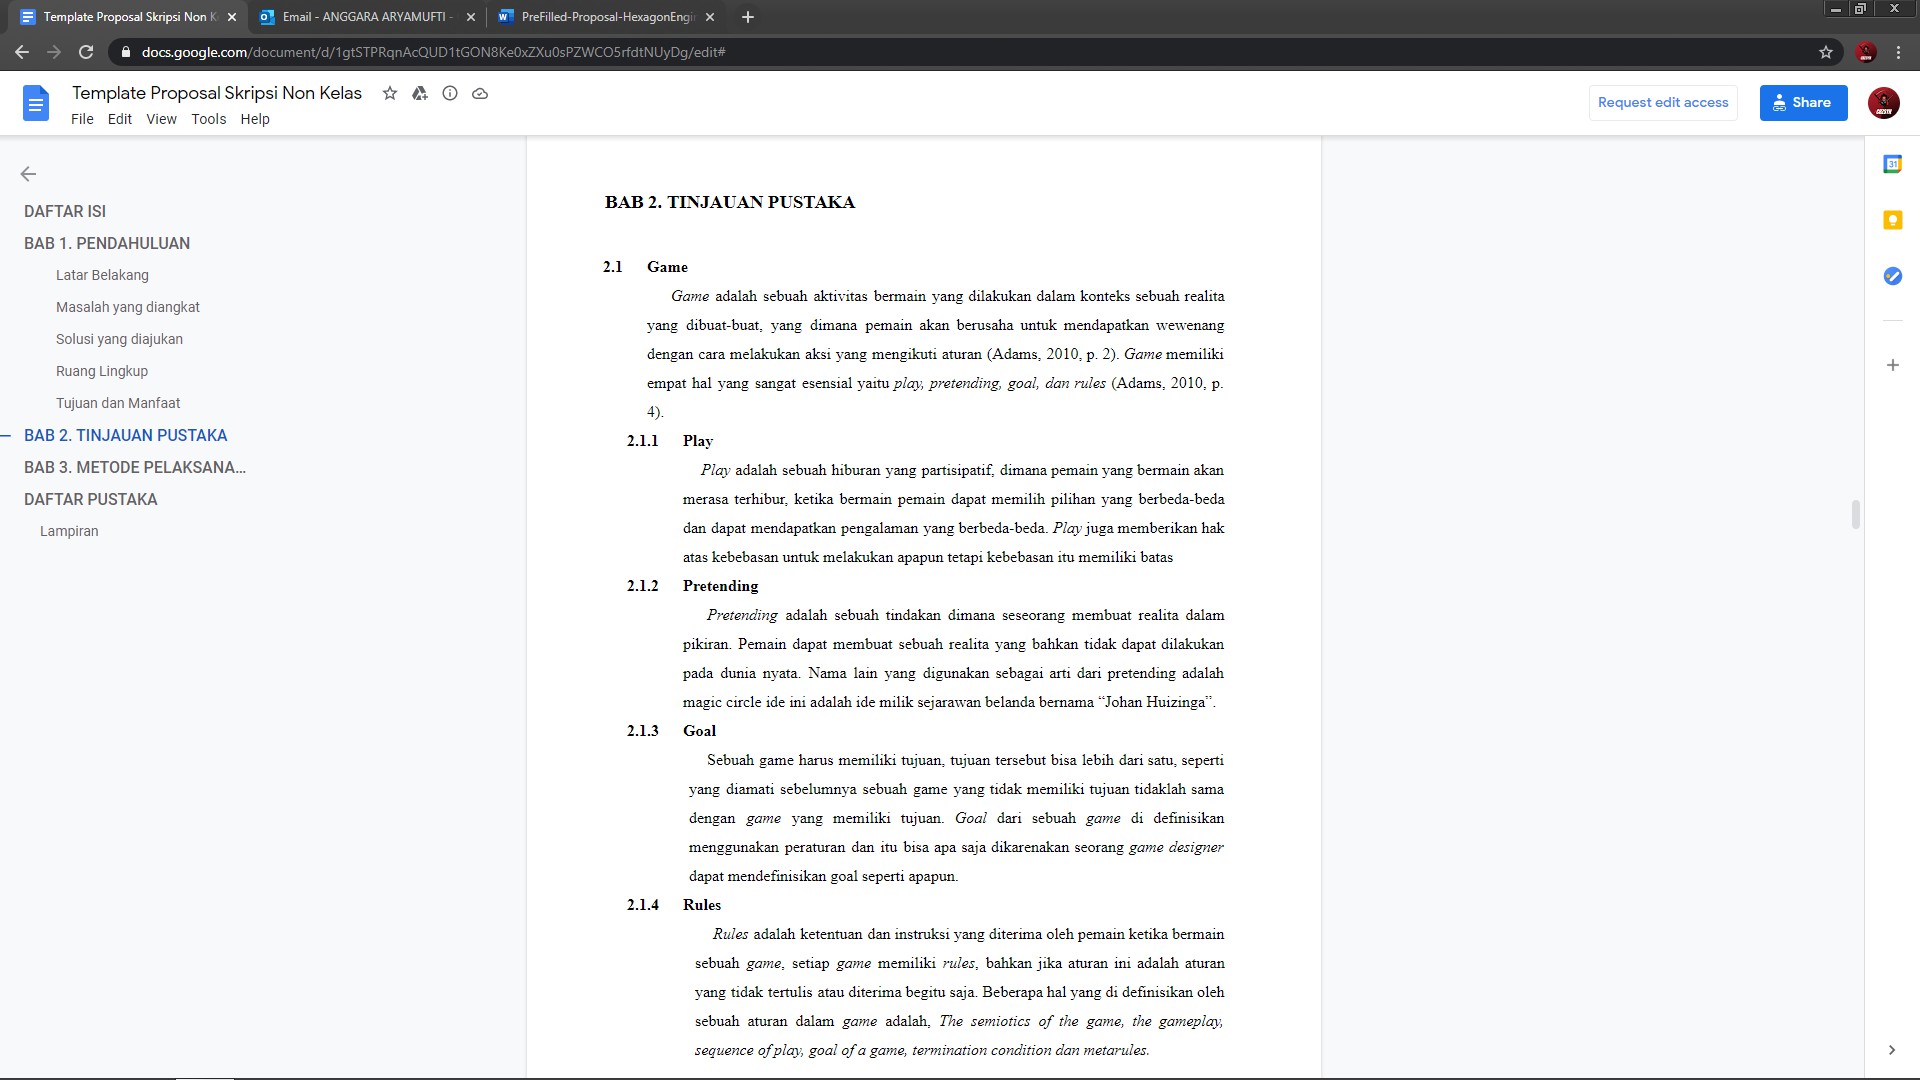 Template Proposal Skripsi Non K
Email - ANGGARA ARYAMUFTI -
PreFilled-Proposal-HexagonEngin
docs.google.com/document/d/1gtSTPRqnAcQUD1tGON8Ke0xZXu0sPZWCO5rfdtNUyDg/edit#
Template Proposal Skripsi Non Kelas
File Edit View Tools Help
Request edit access
Share
DAFTAR ISI
BAB 1. PENDAHULUAN
Latar Belakang
Masalah yang diangkat
Solusi yang diajukan
Ruang Lingkup
Tujuan dan Manfaat
BAB 2. TINJAUAN PUSTAKA
BAB 3. METODE PELAKSANA...
DAFTAR PUSTAKA
Lampiran
BAB 2. TINJAUAN PUSTAKA
2.1 Game
Game adalah sebuah aktivitas bermain yang dilakukan dalam konteks sebuah realita
yang dibuat-buat, yang dimana pemain akan berusaha untuk mendapatkan wewenang
dengan cara melakukan aksi yang mengikuti aturan (Adams, 2010, p. 2). Game memiliki
empat hal yang sangat esensial yaitu play, pretending, goal, dan rules (Adams, 2010, p.
4).
2.1.1 Play
Play adalah sebuah hiburan yang partisipatif, dimana pemain yang bermain akan
merasa terhibur, ketika bermain pemain dapat memilih pilihan yang berbeda-beda
dan dapat mendapatkan pengalaman yang berbeda-beda. Play juga memberikan hak
atas kebebasan untuk melakukan apapun tetapi kebebasan itu memiliki batas
2.1.2 Pretending
Pretending adalah sebuah tindakan dimana seseorang membuat realita dalam
pikiran. Pemain dapat membuat sebuah realita yang bahkan tidak dapat dilakukan
pada dunia nyata. Nama lain yang digunakan sebagai arti dari pretending adalah
magic circle ide ini adalah ide milik sejarawan belanda bernama “Johan Huizinga”.
2.1.3 Goal
Sebuah game harus memiliki tujuan, tujuan tersebut bisa lebih dari satu, seperti
yang diamati sebelumnya sebuah game yang tidak memiliki tujuan tidaklah sama
dengan game yang memiliki tujuan. Goal dari sebuah game di definisikan
menggunakan peraturan dan itu bisa apa saja dikarenakan seorang game designer
dapat mendefinisikan goal seperti apapun.
2.1.4 Rules
Rules adalah ketentuan dan instruksi yang diterima oleh pemain ketika bermain
sebuah game, setiap game memiliki rules, bahkan jika aturan ini adalah aturan
yang tidak tertulis atau diterima begitu saja. Beberapa hal yang di definisikan oleh
sebuah aturan dalam game adalah, The semiotics of the game, the gameplay,
sequence of play, goal of a game, termination condition dan metarules.
31